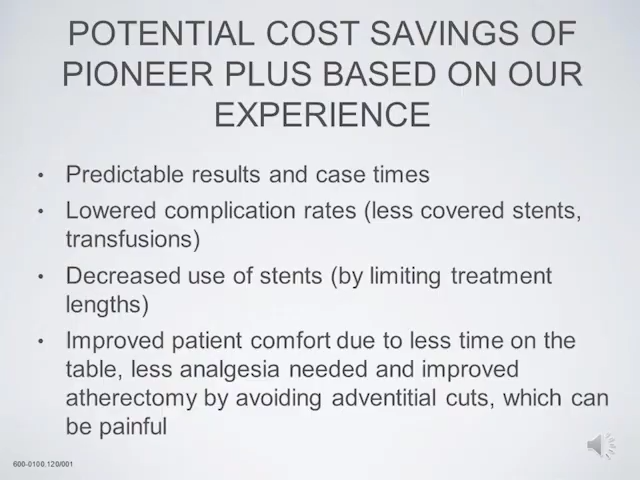 POTENTIAL COST SAVINGS OF
PIONEER PLUS BASED ON OUR
EXPERIENCE
• Predictable results and case times
• Lowered complication rates (less covered stents,
transfusions)
• Decreased use of stents (by limiting treatment
lengths)
• Improved patient comfort due to less time on the
table, less analgesia needed and improved
atherectomy by avoiding adventitial cuts, which can
be painful
600-0100.120/001